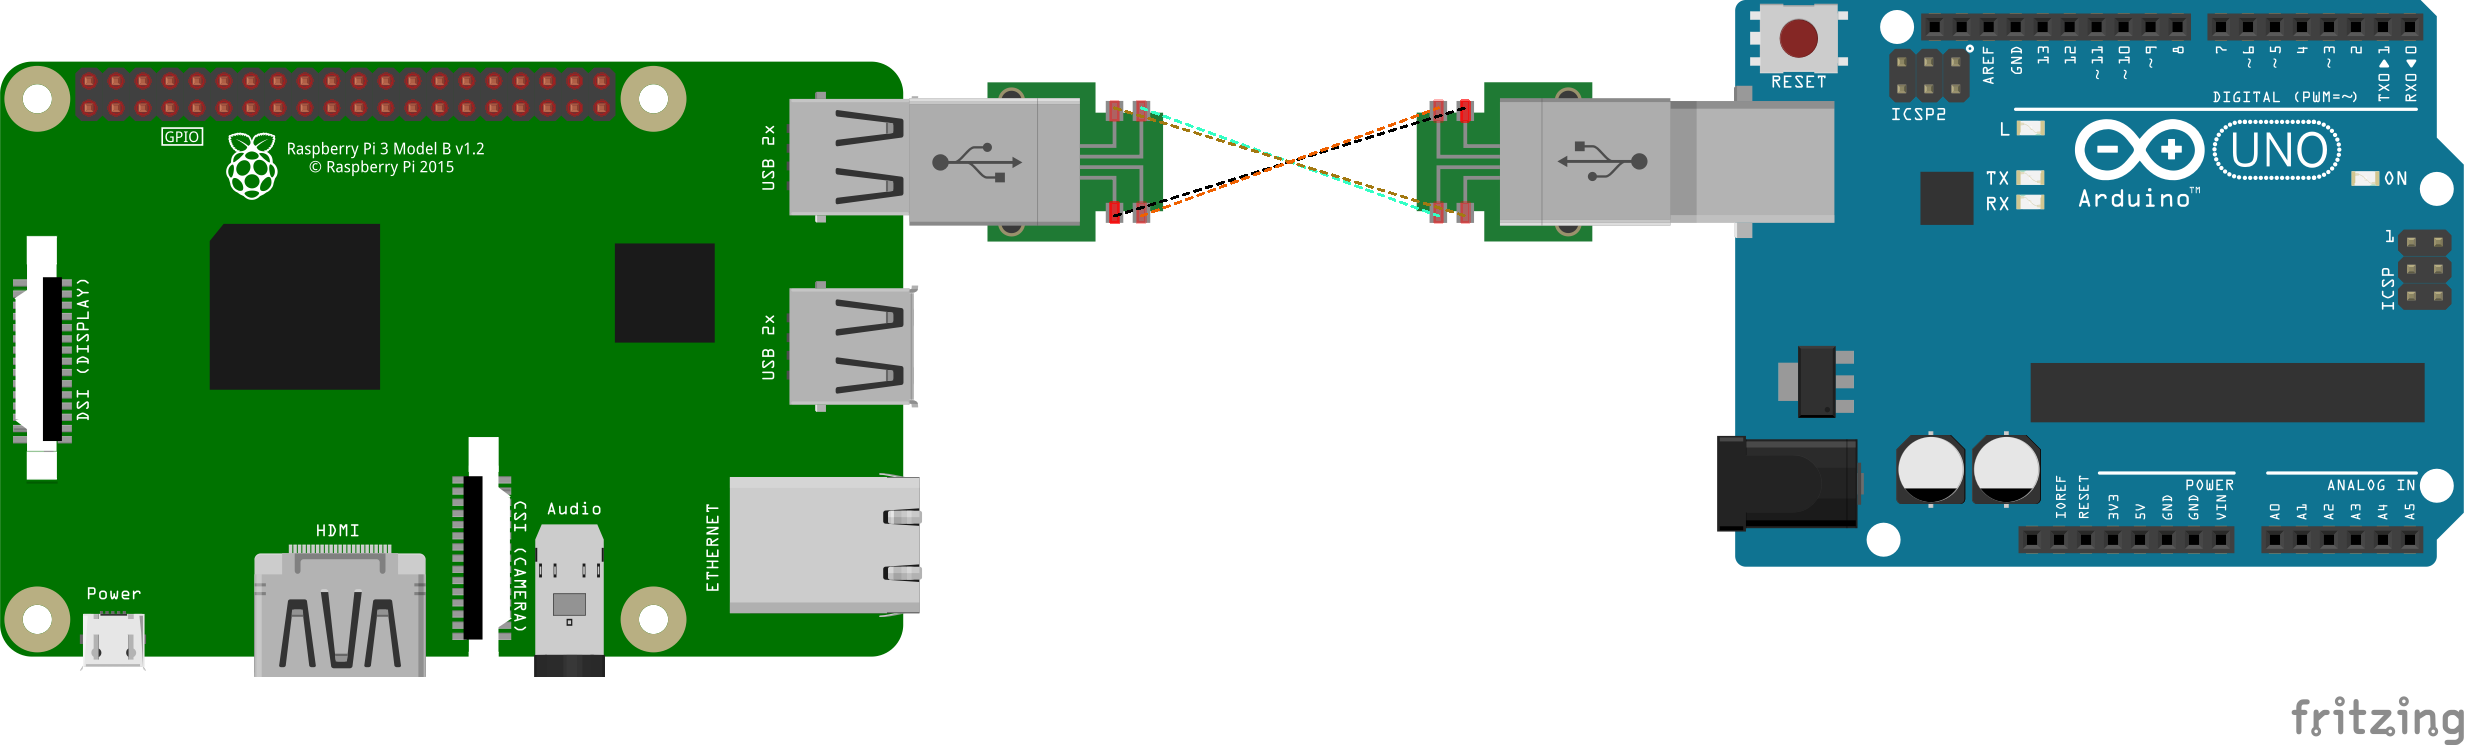 GPIO
Raspberry Pi 3 Model B v1.2
© Raspberry Pi 2015
USB 2x
USB 2x
DSI (DISPLAY)
CSI (CAMERA)
Audio
ETHERNET
HDMI
Power
RESET
ICSP2
AREF
GND
13
12
~11
~10
~9
8
7
~6
~5
4
~3
2
TX0▶1
RX0◀0
DIGITAL (PWM=~)
L
TX
RX
UNO
ON
Arduino™
1
ICSP
POWER
ANALOG IN
IOREF
RESET
3V3
5V
GND
GND
VIN
A0
A1
A2
A3
A4
A5
fritzing